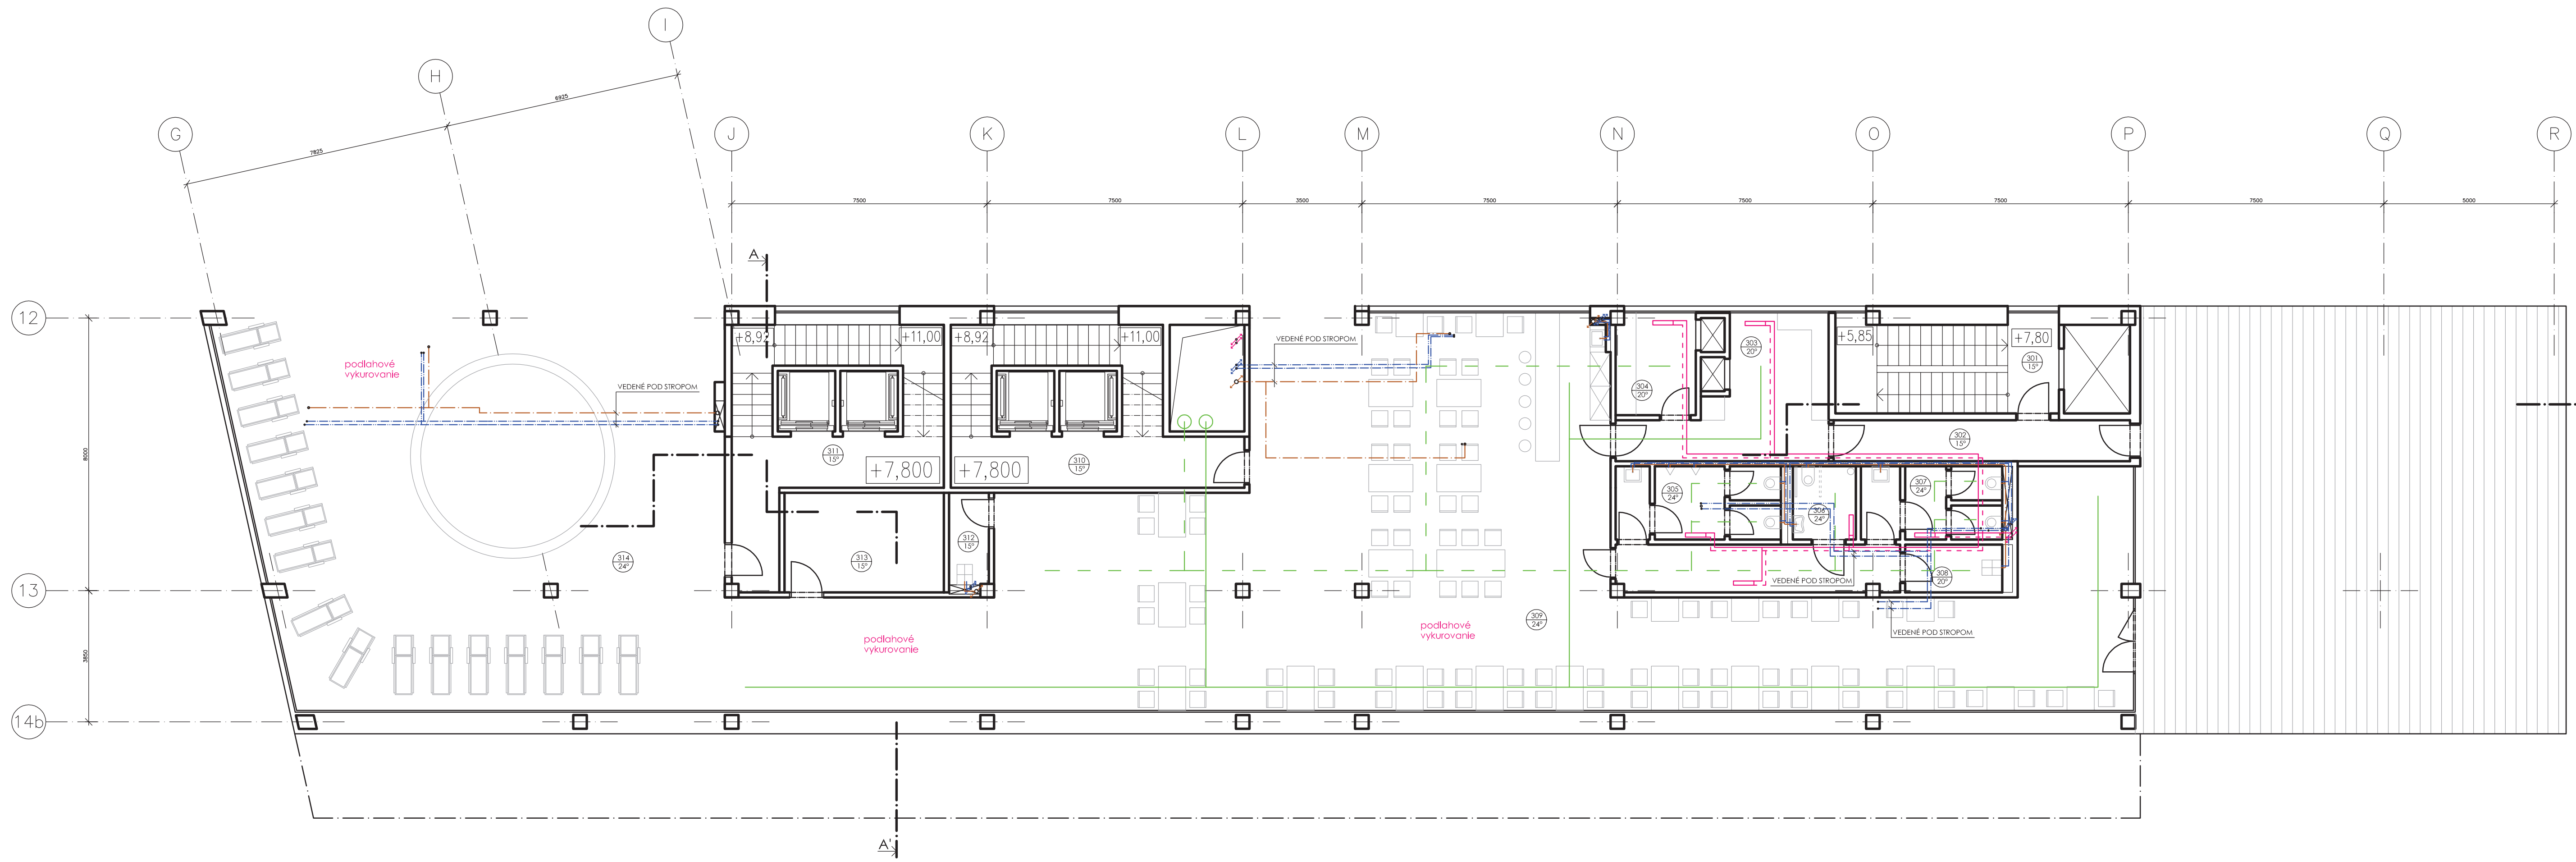 I
H
G
J
K
L
M
N
O
P
Q
R
6925
7825
7500
7500
3500
7500
7500
7500
7500
5000
A
12
+8,92
+11,00
+8,92
+11,00
+5,85
+7,80
301
15°
303
20°
304
20°
podlahové
vykurovanie
VEDENÉ POD STROPOM
VEDENÉ POD STROPOM
302
15°
311
15°
+7,800
+7,800
310
15°
8000
305
24°
306
24°
307
24°
312
15°
313
15°
314
24°
308
20°
VEDENÉ POD STROPOM
13
309
24°
podlahové
vykurovanie
podlahové
vykurovanie
VEDENÉ POD STROPOM
3850
14b
A'